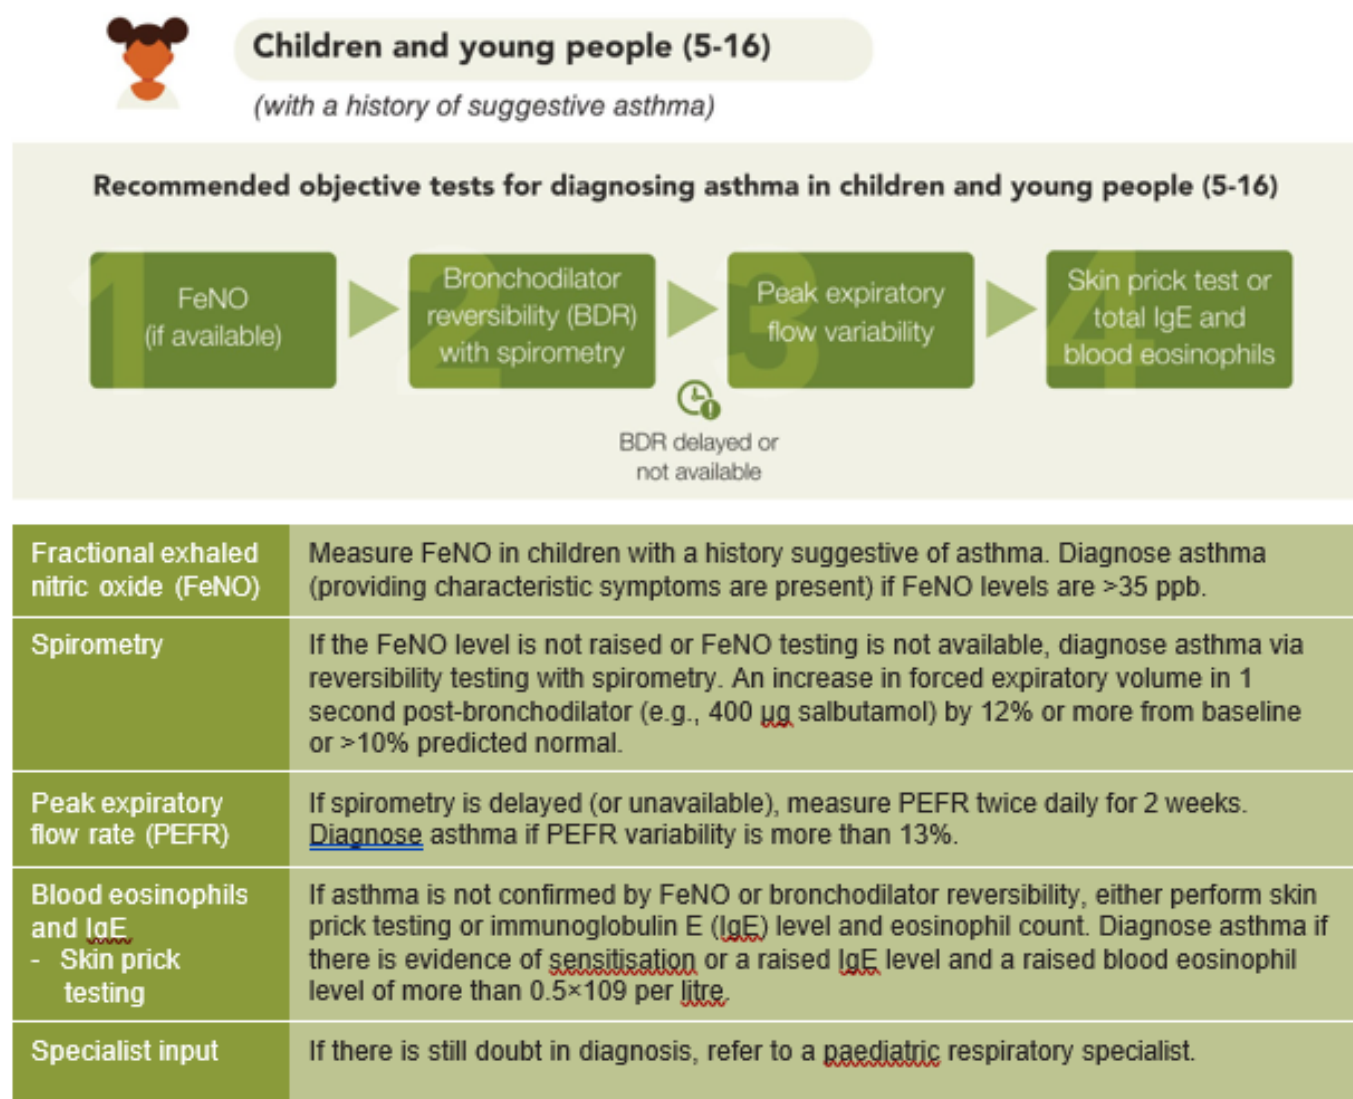 Children and young people (5-16)
(with a history of suggestive asthma)
Recommended objective tests for diagnosing asthma in children and young people (5-16)
1
FeNO
(if available)
2
Bronchodilator
reversibility (BDR)
with spirometry
3
Peak expiratory
flow variability
4
Skin prick test or
total IgE and
blood eosinophils
BDR delayed or
not available
Fractional exhaled
nitric oxide (FeNO)
Measure FeNO in children with a history suggestive of asthma. Diagnose asthma
(providing characteristic symptoms are present) if FeNO levels are >35 ppb.
Spirometry
If the FeNO level is not raised or FeNO testing is not available, diagnose asthma via
reversibility testing with spirometry. An increase in forced expiratory volume in 1
second post-bronchodilator (e.g., 400 µg salbutamol) by 12% or more from baseline
or >10% predicted normal.
Peak expiratory
flow rate (PEFR)
If spirometry is delayed (or unavailable), measure PEFR twice daily for 2 weeks.
Diagnose asthma if PEFR variability is more than 13%.
Blood eosinophils
and IgE
- Skin prick
testing
If asthma is not confirmed by FeNO or bronchodilator reversibility, either perform skin
prick testing or immunoglobulin E (IgE) level and eosinophil count. Diagnose asthma if
there is evidence of sensitisation or a raised IgE level and a raised blood eosinophil
level of more than 0.5×109 per litre.
Specialist input
If there is still doubt in diagnosis, refer to a paediatric respiratory specialist.